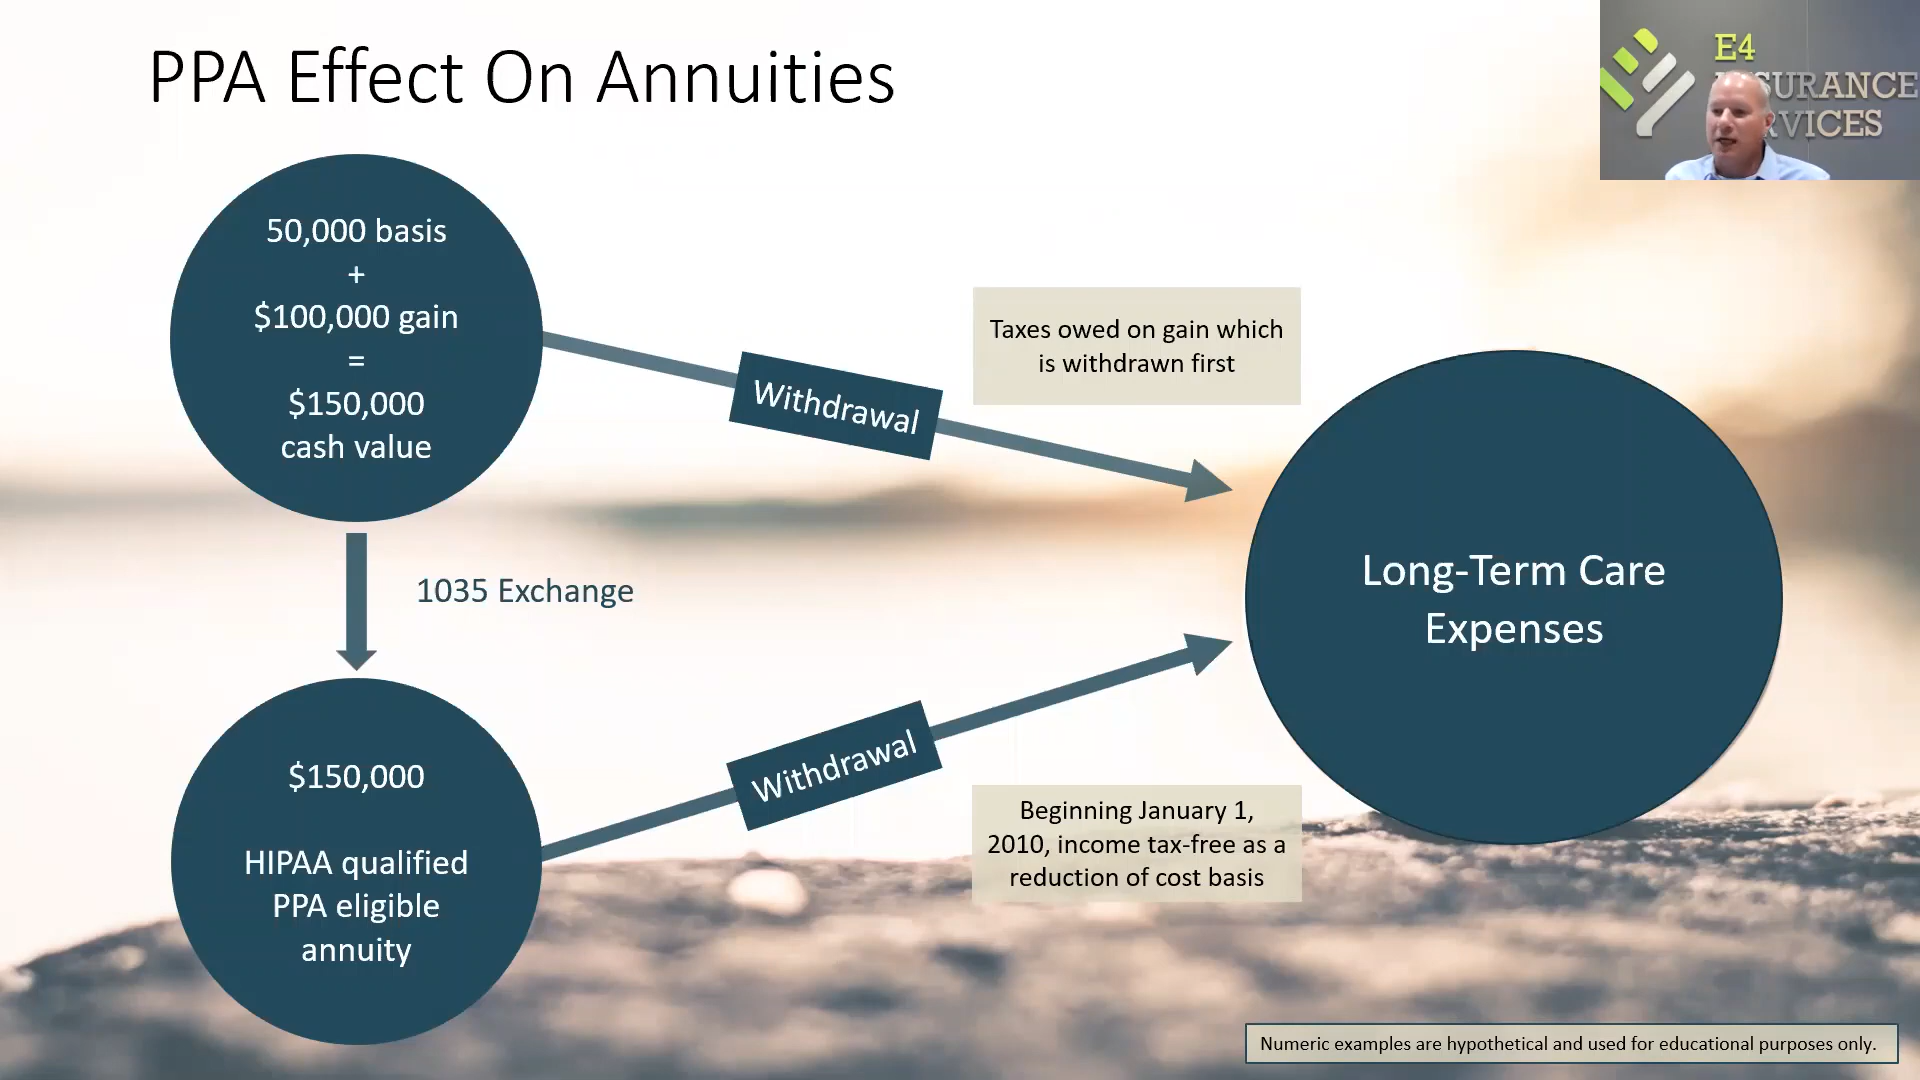 PPA Effect On Annuities
E4
INSURANCE
SERVICES
50,000 basis
+
$100,000 gain
=
$150,000
cash value
Withdrawal
Taxes owed on gain which
is withdrawn first
1035 Exchange
Long-Term Care
Expenses
$150,000
HIPAA qualified
PPA eligible
annuity
Withdrawal
Beginning January 1,
2010, income tax-free as a
reduction of cost basis
Numeric examples are hypothetical and used for educational purposes only.